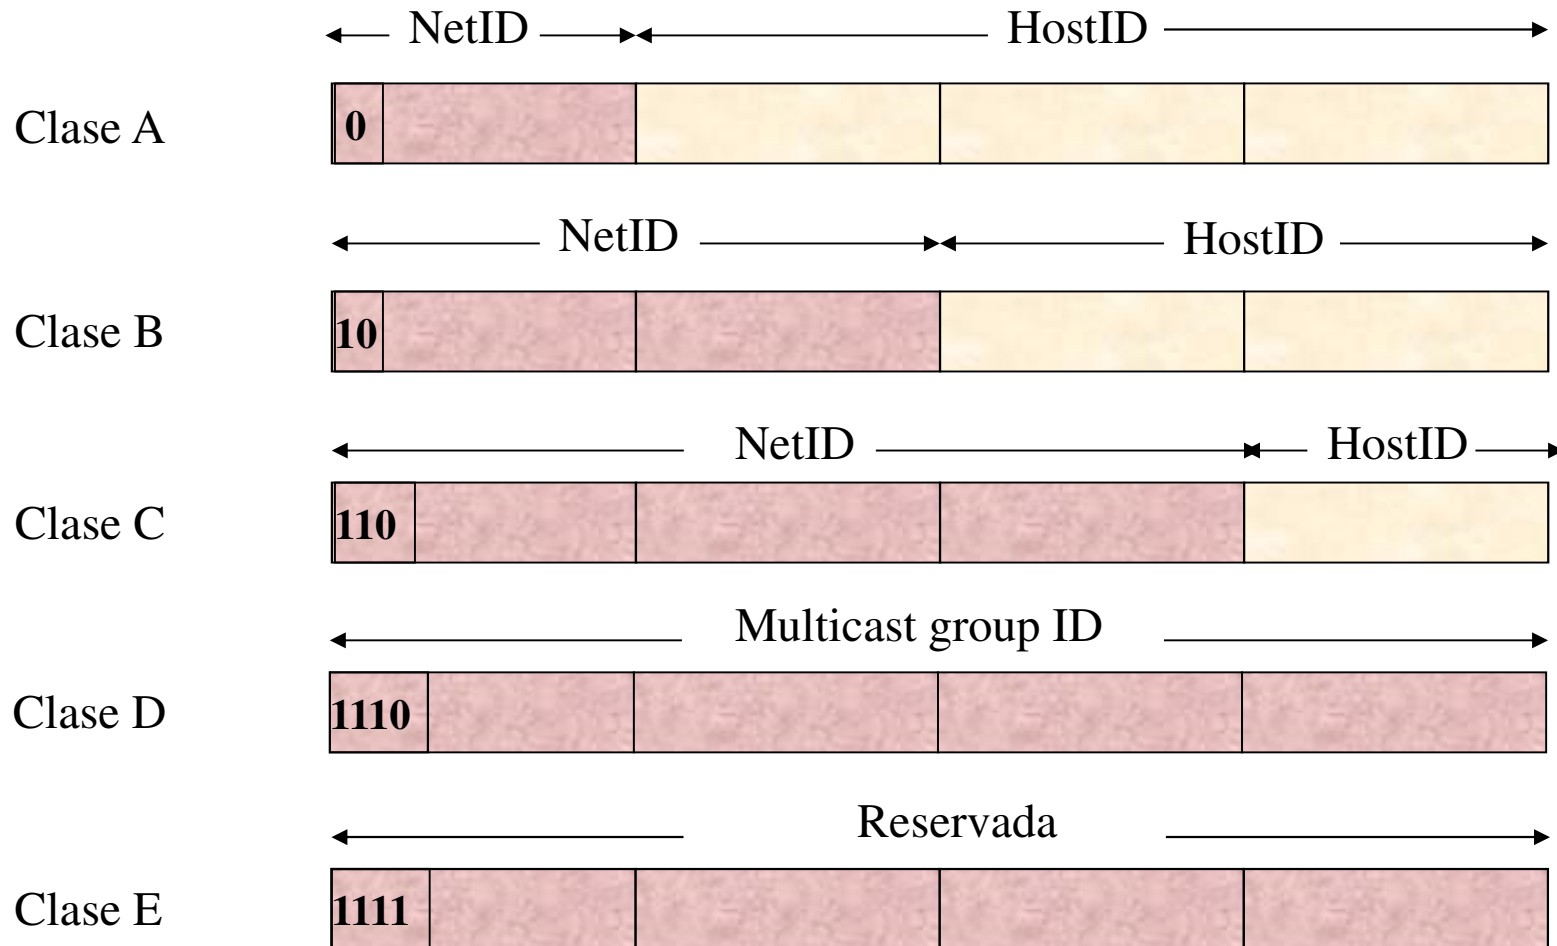 NetID HostID
Clase A 0
NetID HostID
Clase B 10
NetID HostID
Clase C 110
Multicast group ID
Clase D 1110
Reservada
Clase E 1111